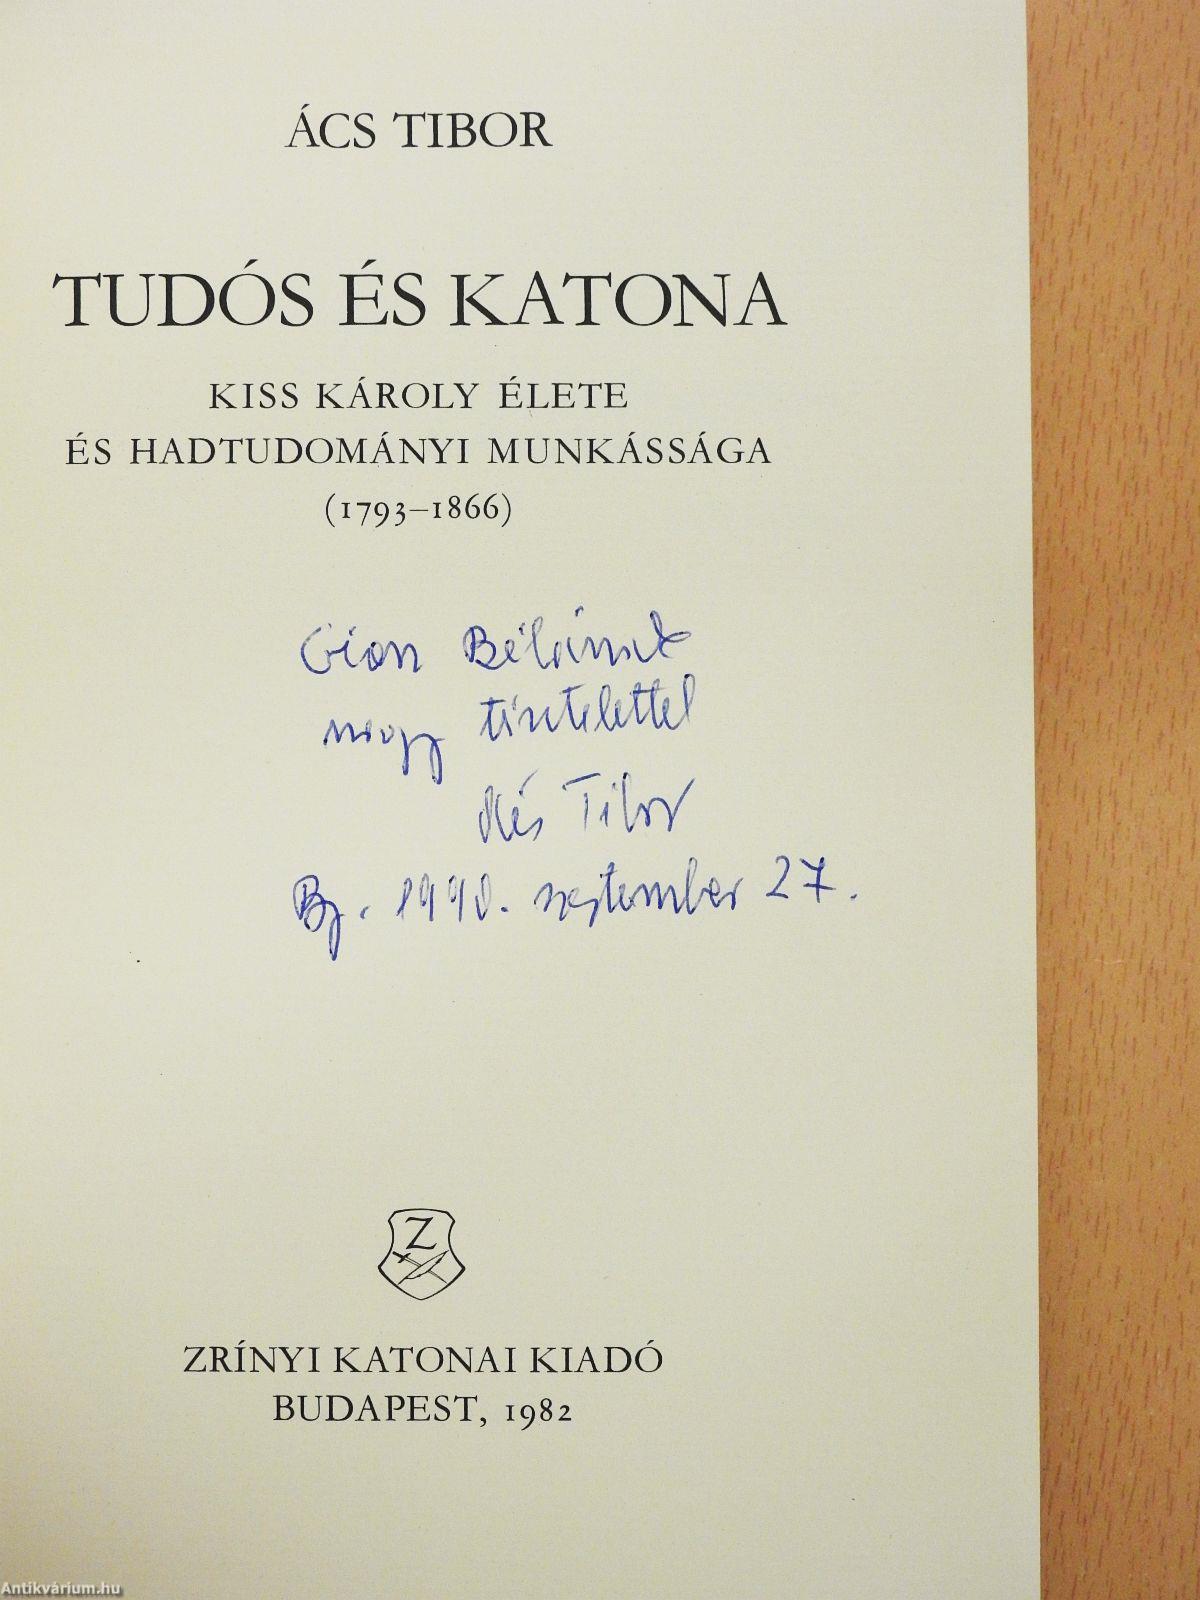 ÁCS TIBOR
TUDÓS ÉS KATONA
KISS KÁROLY ÉLETE
ÉS HADTUDOMÁNYI MUNKÁSSÁGA
(1793–1866)
Gion Bélának
nagy tisztelettel
Ács Tibor
Bp. 1990. szeptember 27.
Z
ZRÍNYI KATONAI KIADÓ
BUDAPEST, 1982
Antikvárium.hu